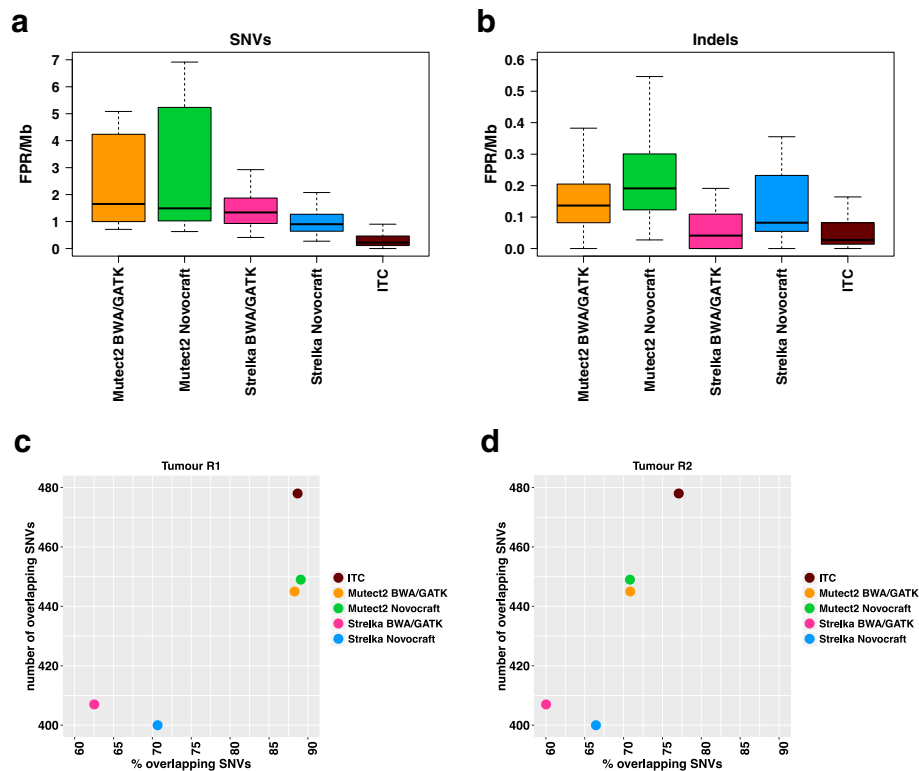 a
SNVs
FPR/Mb
7
6
5
4
3
2
1
0
Mutect2 BWA/GATK
Mutect2 Novocraft
Strelka BWA/GATK
Strelka Novocraft
ITC
b
Indels
FPR/Mb
0.6
0.5
0.4
0.3
0.2
0.1
0.0
Mutect2 BWA/GATK
Mutect2 Novocraft
Strelka BWA/GATK
Strelka Novocraft
ITC
c
Tumour R1
number of overlapping SNVs
480
460
440
420
400
60 65 70 75 80 85 90
% overlapping SNVs
ITC
Mutect2 BWA/GATK
Mutect2 Novocraft
Strelka BWA/GATK
Strelka Novocraft
d
Tumour R2
number of overlapping SNVs
480
460
440
420
400
60 65 70 75 80 85 90
% overlapping SNVs
ITC
Mutect2 BWA/GATK
Mutect2 Novocraft
Strelka BWA/GATK
Strelka Novocraft